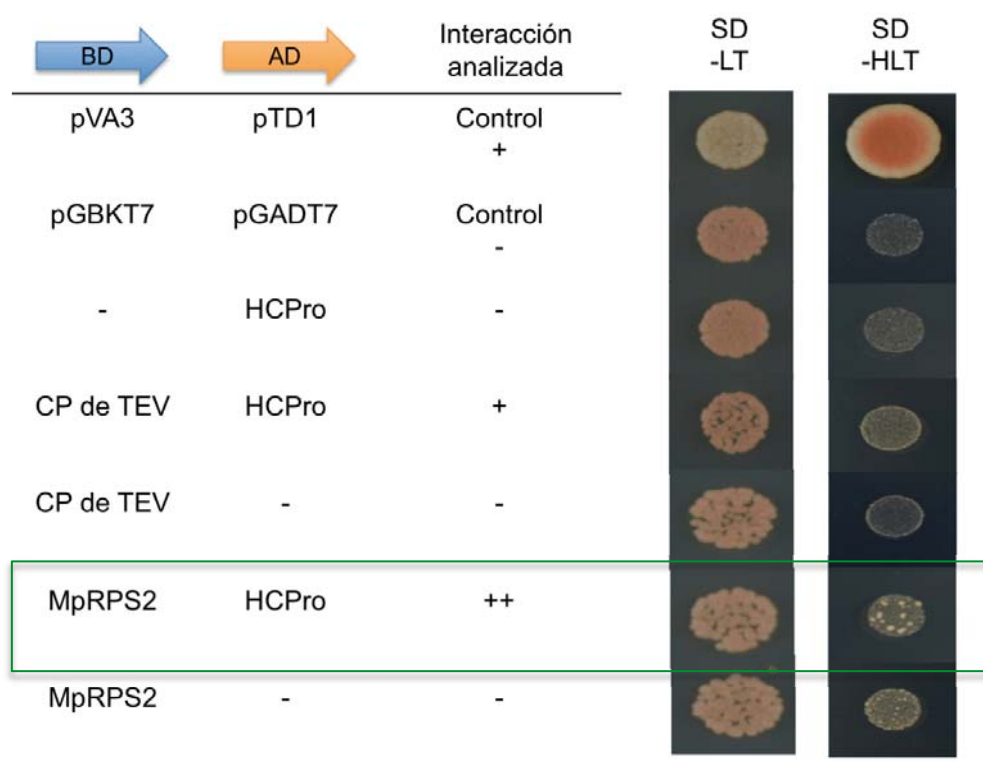 BD AD Interacción analizada SD -LT SD -HLT
pVA3 pTD1 Control +
pGBKT7 pGADT7 Control -
- HCPro -
CP de TEV HCPro +
CP de TEV - -
MpRPS2 HCPro ++
MpRPS2 - -